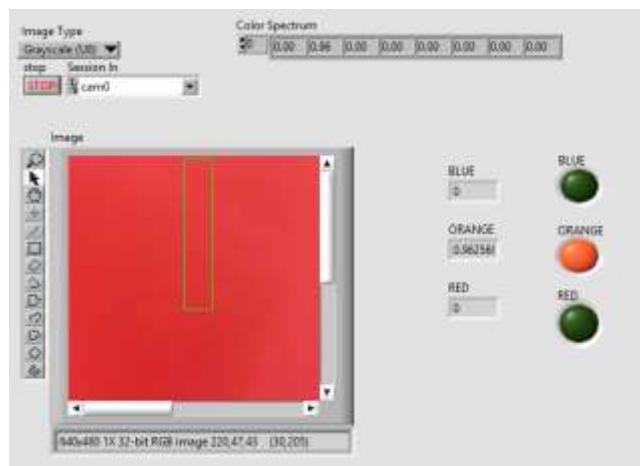 Image Type
Grayscale (U8)
stop
Session In
STOP
cam0
Color Spectrum
0
0.00
0.96
0.00
0.00
0.00
0.00
0.00
0.00
Image
640x480 1X 32-bit RGB image 220,47,43 (30,205)
BLUE
0
BLUE
ORANGE
0.96256
ORANGE
RED
0
RED